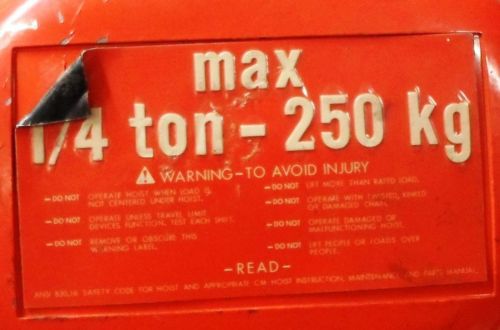 max
1/4 ton - 250 kg
⚠ WARNING - TO AVOID INJURY
- DO NOT OPERATE HOIST WHEN LOAD IS
NOT CENTERED UNDER HOIST.
- DO NOT OPERATE UNLESS TRAVEL LIMIT
DEVICES FUNCTION. TEST EACH SHIFT.
- DO NOT REMOVE OR OBSCURE THIS
WARNING LABEL.
- DO NOT LIFT MORE THAN RATED LOAD.
- DO NOT OPERATE WITH TWISTED, KINKED
OR DAMAGED CHAIN.
- DO NOT OPERATE DAMAGED OR
MALFUNCTIONING HOIST.
- DO NOT LIFT PEOPLE OR LOADS OVER
PEOPLE.
- READ -
ANSI B30.16 SAFETY CODE FOR HOIST AND APPROPRIATE CM HOIST INSTRUCTION, MAINTENANCE AND PARTS MANUAL.